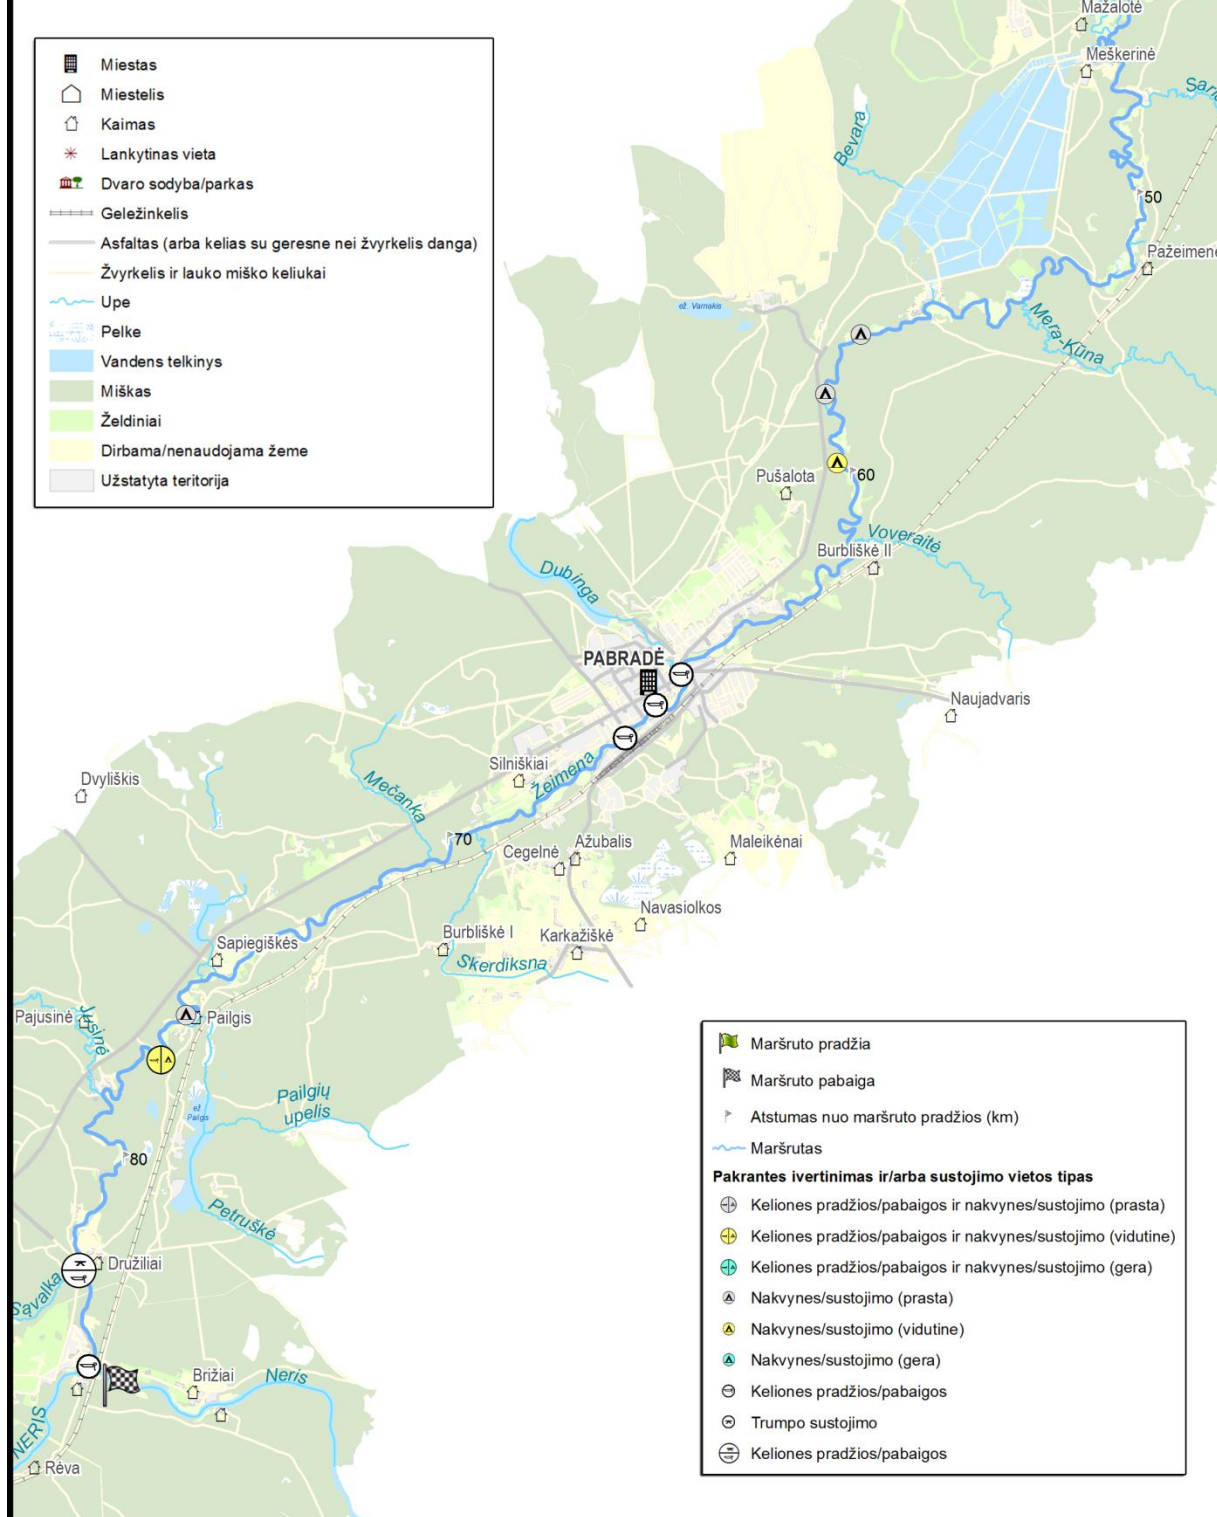 Miestas
Miestelis
Kaimas
Lankytinas vieta
Dvaro sodyba/parkas
Geležinkelis
Asfaltas (arba kelias su geresne nei žvyrkelis danga)
Žvyrkelis ir lauko miško keliukai
Upe
Pelke
Vandens telkinys
Miškas
Želdiniai
Dirbama/nenaudojama žeme
Užstatyta teritorija
Mažalotė
Meškerinė
Bevara
50
Pažeimenė
ež. Varnakis
Mera-Kūna
Pušalota
60
Voveraitė
Burbliškė II
Dubinga
PABRADĖ
Naujadvaris
Silniškiai
Žeimena
Dvyliškis
Mečanka
70
Cegelnė
Ažubalis
Maleikėnai
Navasiolkos
Burbliškė I
Karkažiškė
Skerdiksna
Sapiegiškės
Pajusinė
Jusinė
Pailgis
Pailgių
upelis
ež
Pailgis
80
Petruškė
Družiliai
Sąvalka
Brižiai
Neris
NERIS
Rėva
Maršruto pradžia
Maršruto pabaiga
Atstumas nuo maršruto pradžios (km)
Maršrutas
Pakrantes ivertinimas ir/arba sustojimo vietos tipas
Keliones pradžios/pabaigos ir nakvynes/sustojimo (prasta)
Keliones pradžios/pabaigos ir nakvynes/sustojimo (vidutine)
Keliones pradžios/pabaigos ir nakvynes/sustojimo (gera)
Nakvynes/sustojimo (prasta)
Nakvynes/sustojimo (vidutine)
Nakvynes/sustojimo (gera)
Keliones pradžios/pabaigos
Trumpo sustojimo
Keliones pradžios/pabaigos